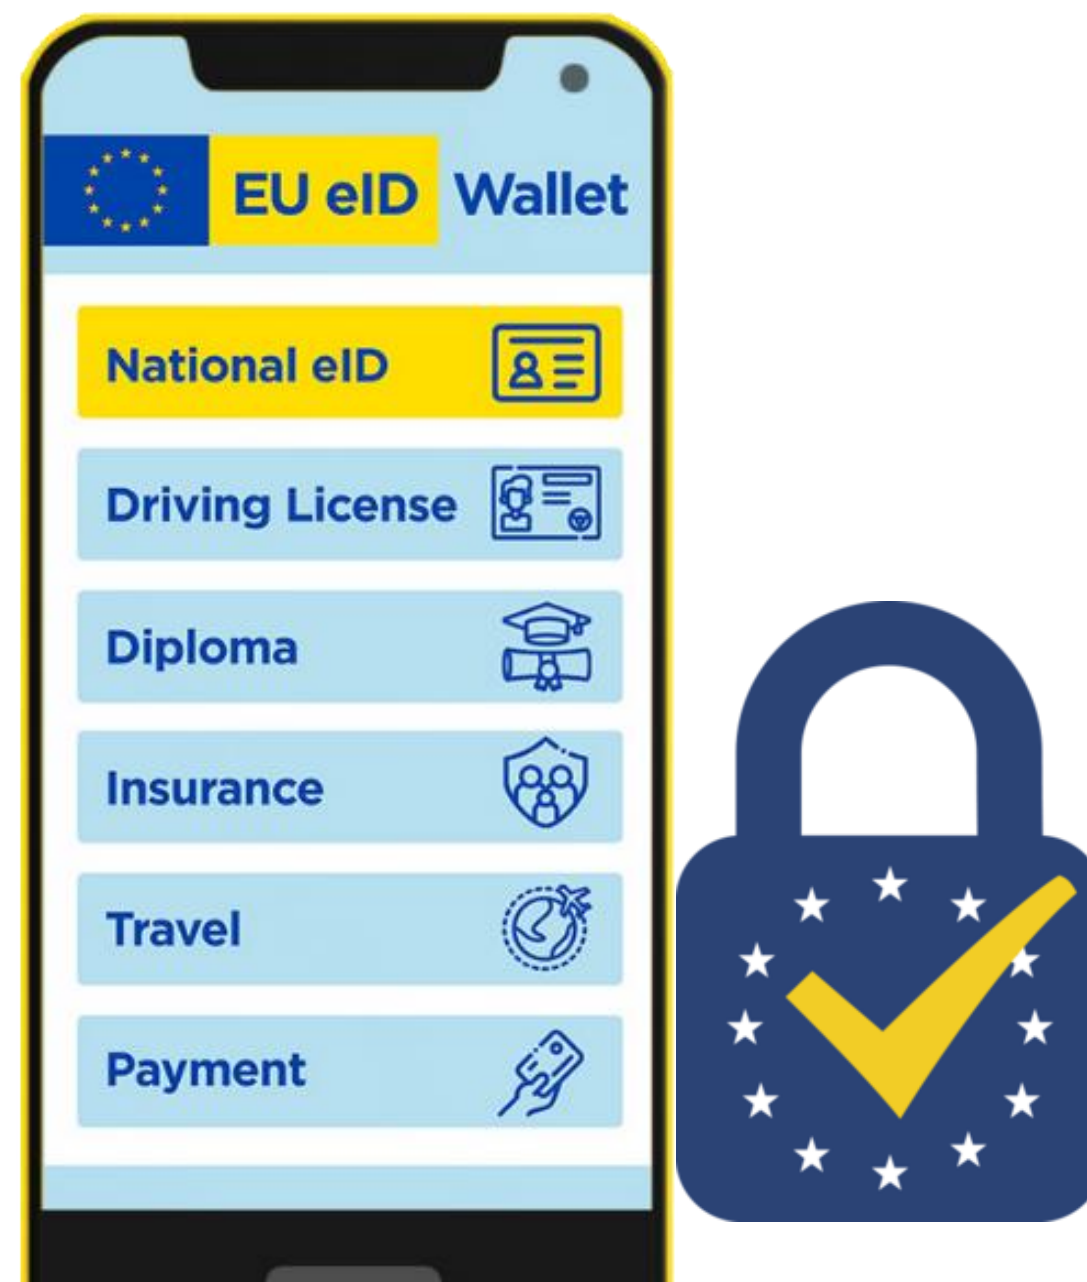 EU eID Wallet
National eID
Driving License
Diploma
Insurance
Travel
Payment